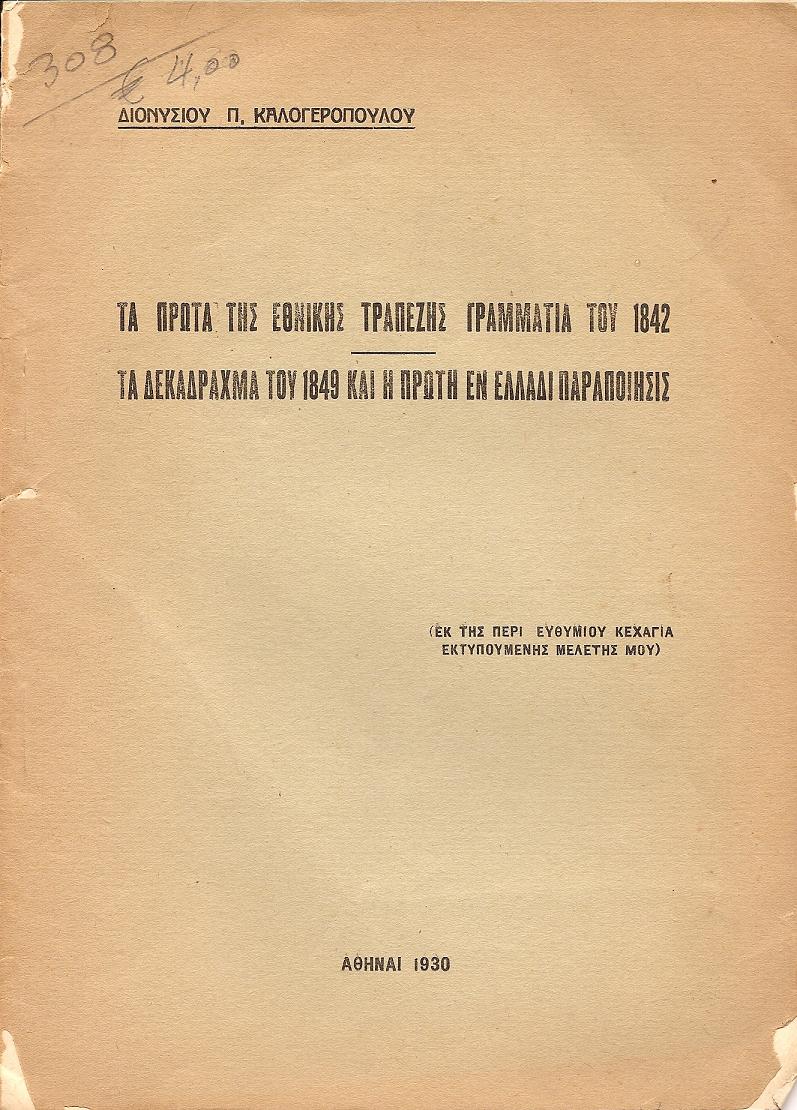 308
€ 4,00
ΔΙΟΝΥΣΙΟΥ Π. ΚΑΛΟΓΕΡΟΠΟΥΛΟΥ
ΤΑ ΠΡΩΤΑ ΤΗΣ ΕΘΝΙΚΗΣ ΤΡΑΠΕΖΗΣ ΓΡΑΜΜΑΤΙΑ ΤΟΥ 1842
ΤΑ ΔΕΚΑΔΡΑΧΜΑ ΤΟΥ 1849 ΚΑΙ Η ΠΡΩΤΗ ΕΝ ΕΛΛΑΔΙ ΠΑΡΑΠΟΙΗΣΙΣ
(ΕΚ ΤΗΣ ΠΕΡΙ ΕΥΘΥΜΙΟΥ ΚΕΧΑΓΙΑ
ΕΚΤΥΠΟΥΜΕΝΗΣ ΜΕΛΕΤΗΣ ΜΟΥ)
ΑΘΗΝΑΙ 1930